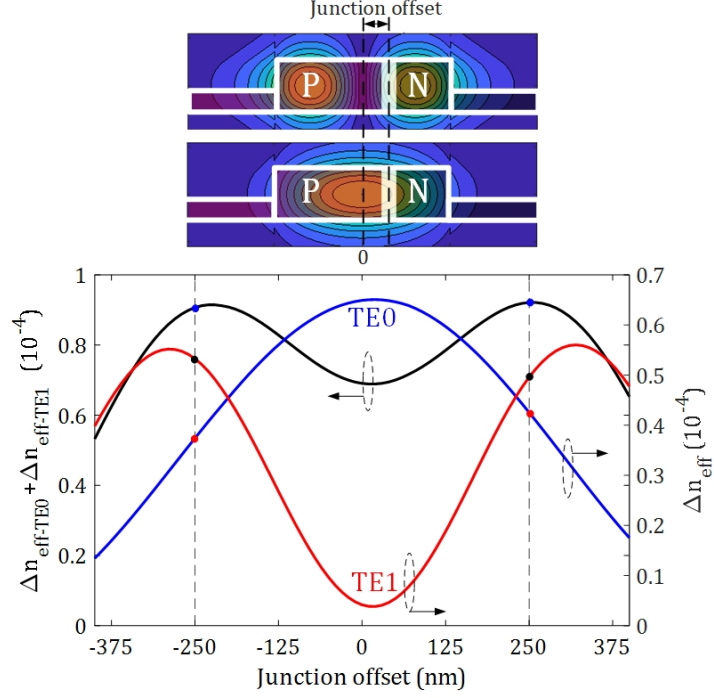 Junction offset
P N
P N
0
1 0.7
0.8 0.6
0.6 0.5
0.4 0.4
0.2 0.3
0 0.2
0.1
0
TE0
TE1
Δn_eff-TE0 + Δn_eff-TE1 (10^-4)
Δn_eff (10^-4)
-375 -250 -125 0 125 250 375
Junction offset (nm)